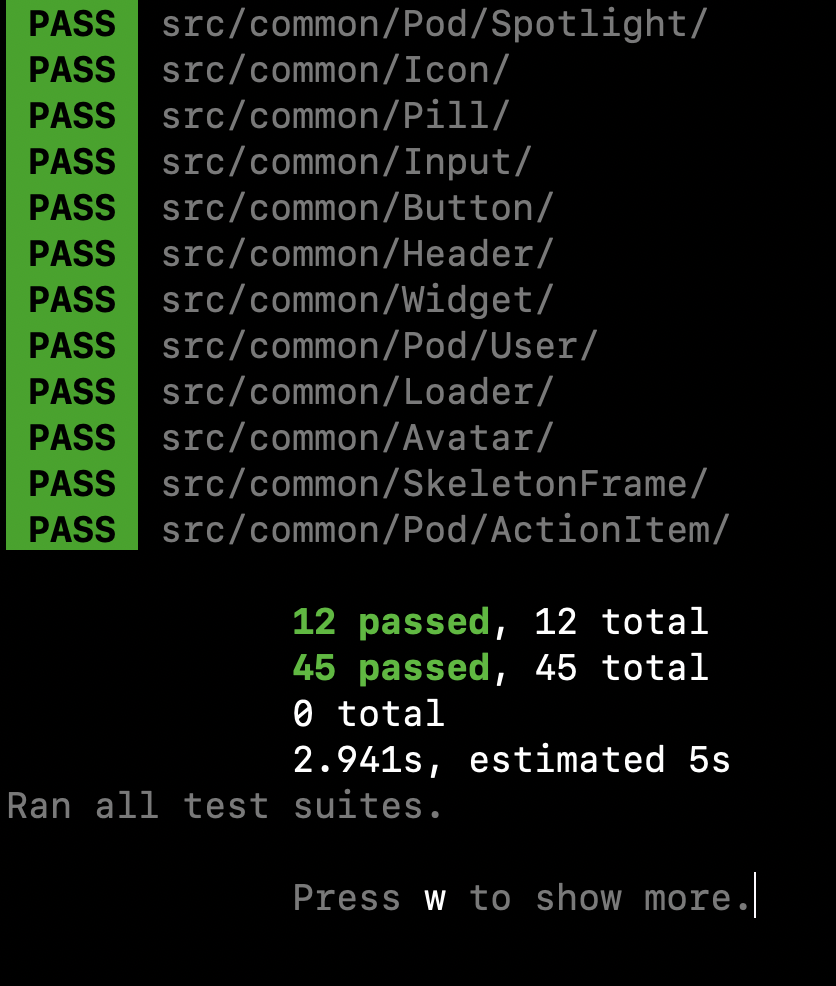 PASS src/common/Pod/Spotlight/
PASS src/common/Icon/
PASS src/common/Pill/
PASS src/common/Input/
PASS src/common/Button/
PASS src/common/Header/
PASS src/common/Widget/
PASS src/common/Pod/User/
PASS src/common/Loader/
PASS src/common/Avatar/
PASS src/common/SkeletonFrame/
PASS src/common/Pod/ActionItem/
12 passed, 12 total
45 passed, 45 total
0 total
2.941s, estimated 5s
Ran all test suites.
Press w to show more.